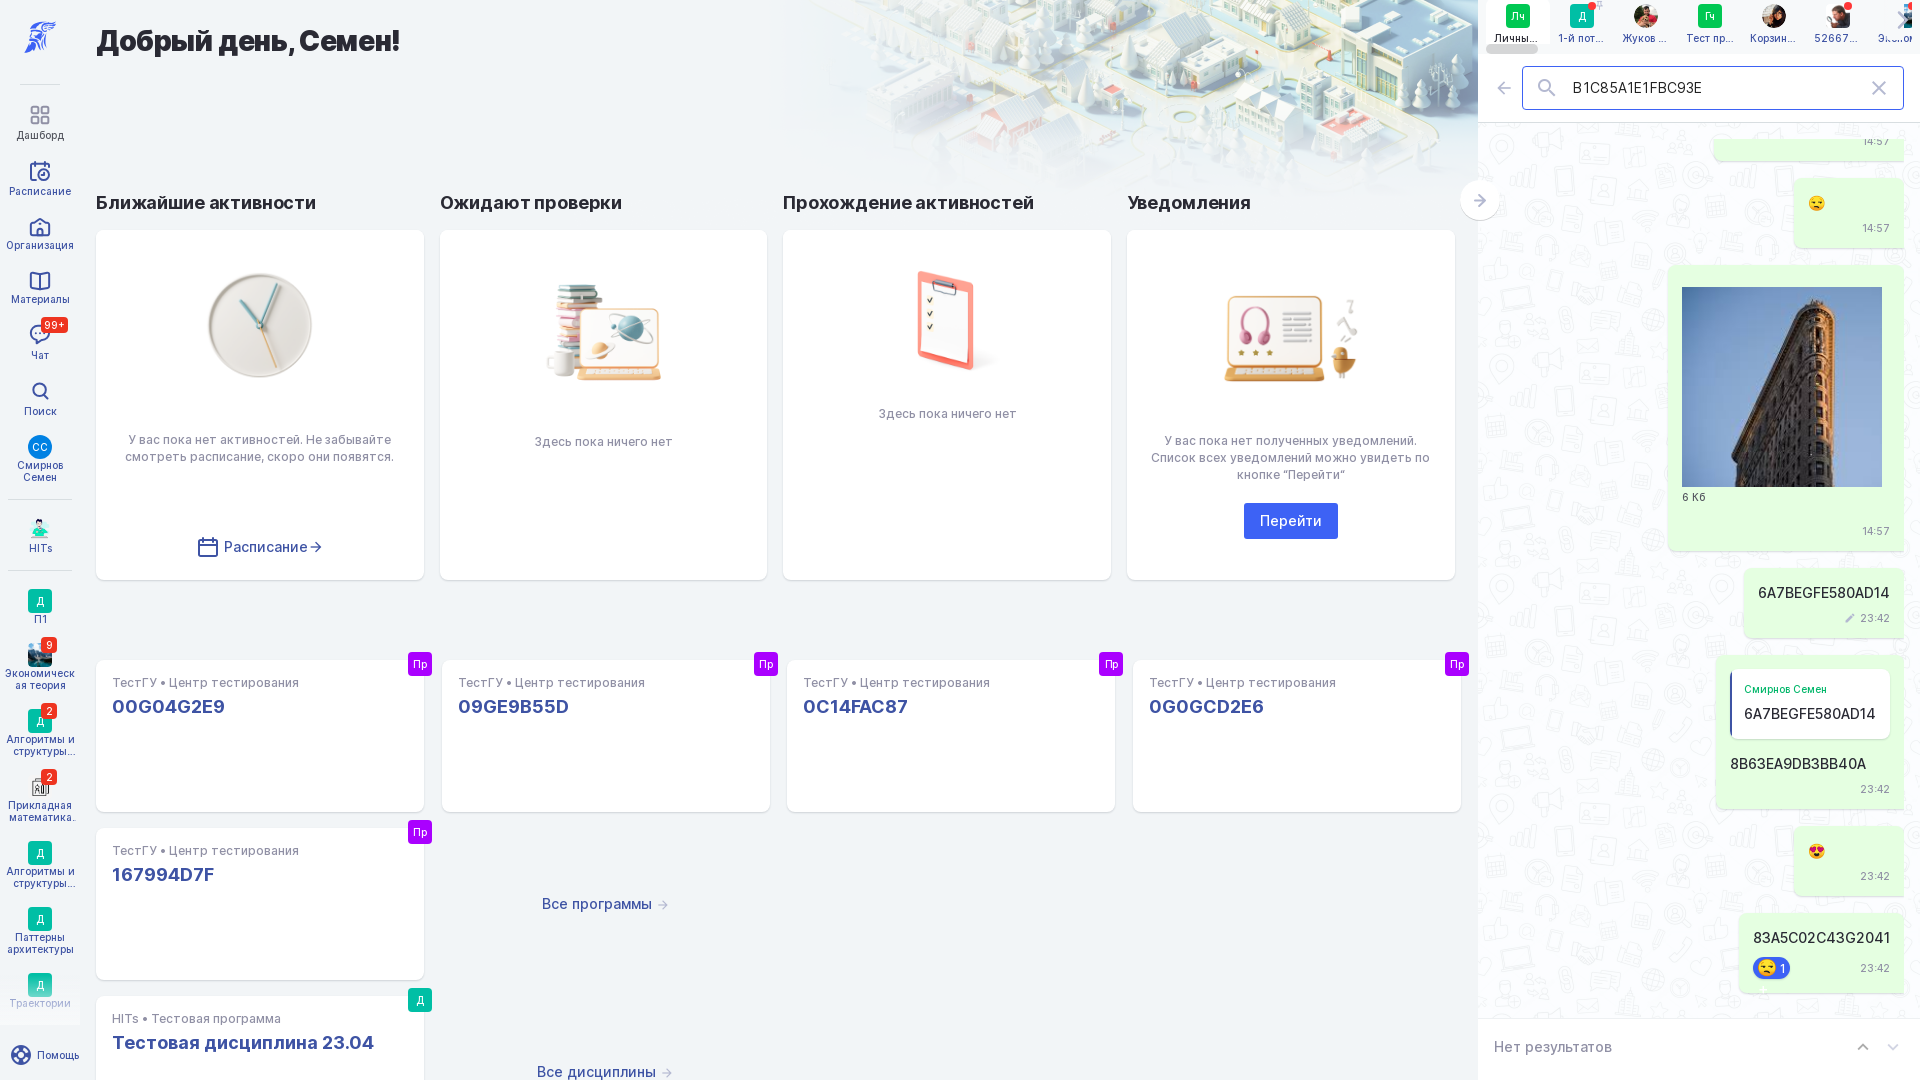 Дашборд
Расписание
Организация
Материалы
99+
Чат
Поиск
СС
Смирнов
Семен
HITs
Д
П1
9
Экономическ
ая теория
2
Д
Алгоритмы и
структуры...
2
Прикладная
математика.
Д
Алгоритмы и
структуры...
Д
Паттерны
архитектуры
Д
Траектории
Помощь
Добрый день, Семен!
Ближайшие активности
У вас пока нет активностей. Не забывайте
смотреть расписание, скоро они появятся.
Расписание
Ожидают проверки
Здесь пока ничего нет
Прохождение активностей
Здесь пока ничего нет
Уведомления
У вас пока нет полученных уведомлений.
Список всех уведомлений можно увидеть по
кнопке “Перейти“
Перейти
Пр
ТестГУ • Центр тестирования
00G04G2E9
Пр
ТестГУ • Центр тестирования
09GE9B55D
Пр
ТестГУ • Центр тестирования
0C14FAC87
Пр
ТестГУ • Центр тестирования
0G0GCD2E6
Пр
ТестГУ • Центр тестирования
167994D7F
Все программы
Д
HITs • Тестовая программа
Тестовая дисциплина 23.04
Все дисциплины
Лч
Личны...
Д
1-й пот...
Жуков ...
Гч
Тест пр...
Корзин...
52667...
B1C85A1E1FBC93E
14:57
14:57
6 Кб
14:57
6A7BEGFE580AD14
23:42
Смирнов Семен
6A7BEGFE580AD14
8B63EA9DB3BB40A
23:42
23:42
83A5C02C43G2041
1
23:42
Нет результатов